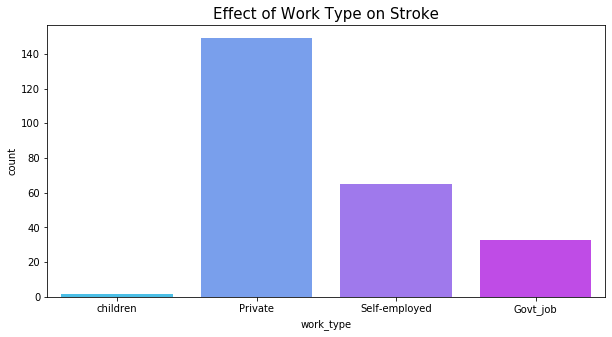 Effect of Work Type on Stroke
140
120
100
80
60
40
20
0
count
children Private Self-employed Govt_job
work_type